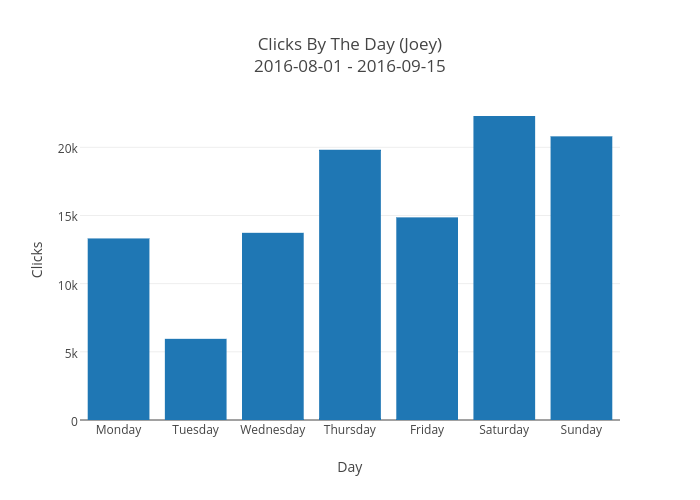 Clicks By The Day (Joey)
2016-08-01 - 2016-09-15
20k
15k
10k
5k
0
Clicks
Monday Tuesday Wednesday Thursday Friday Saturday Sunday
Day